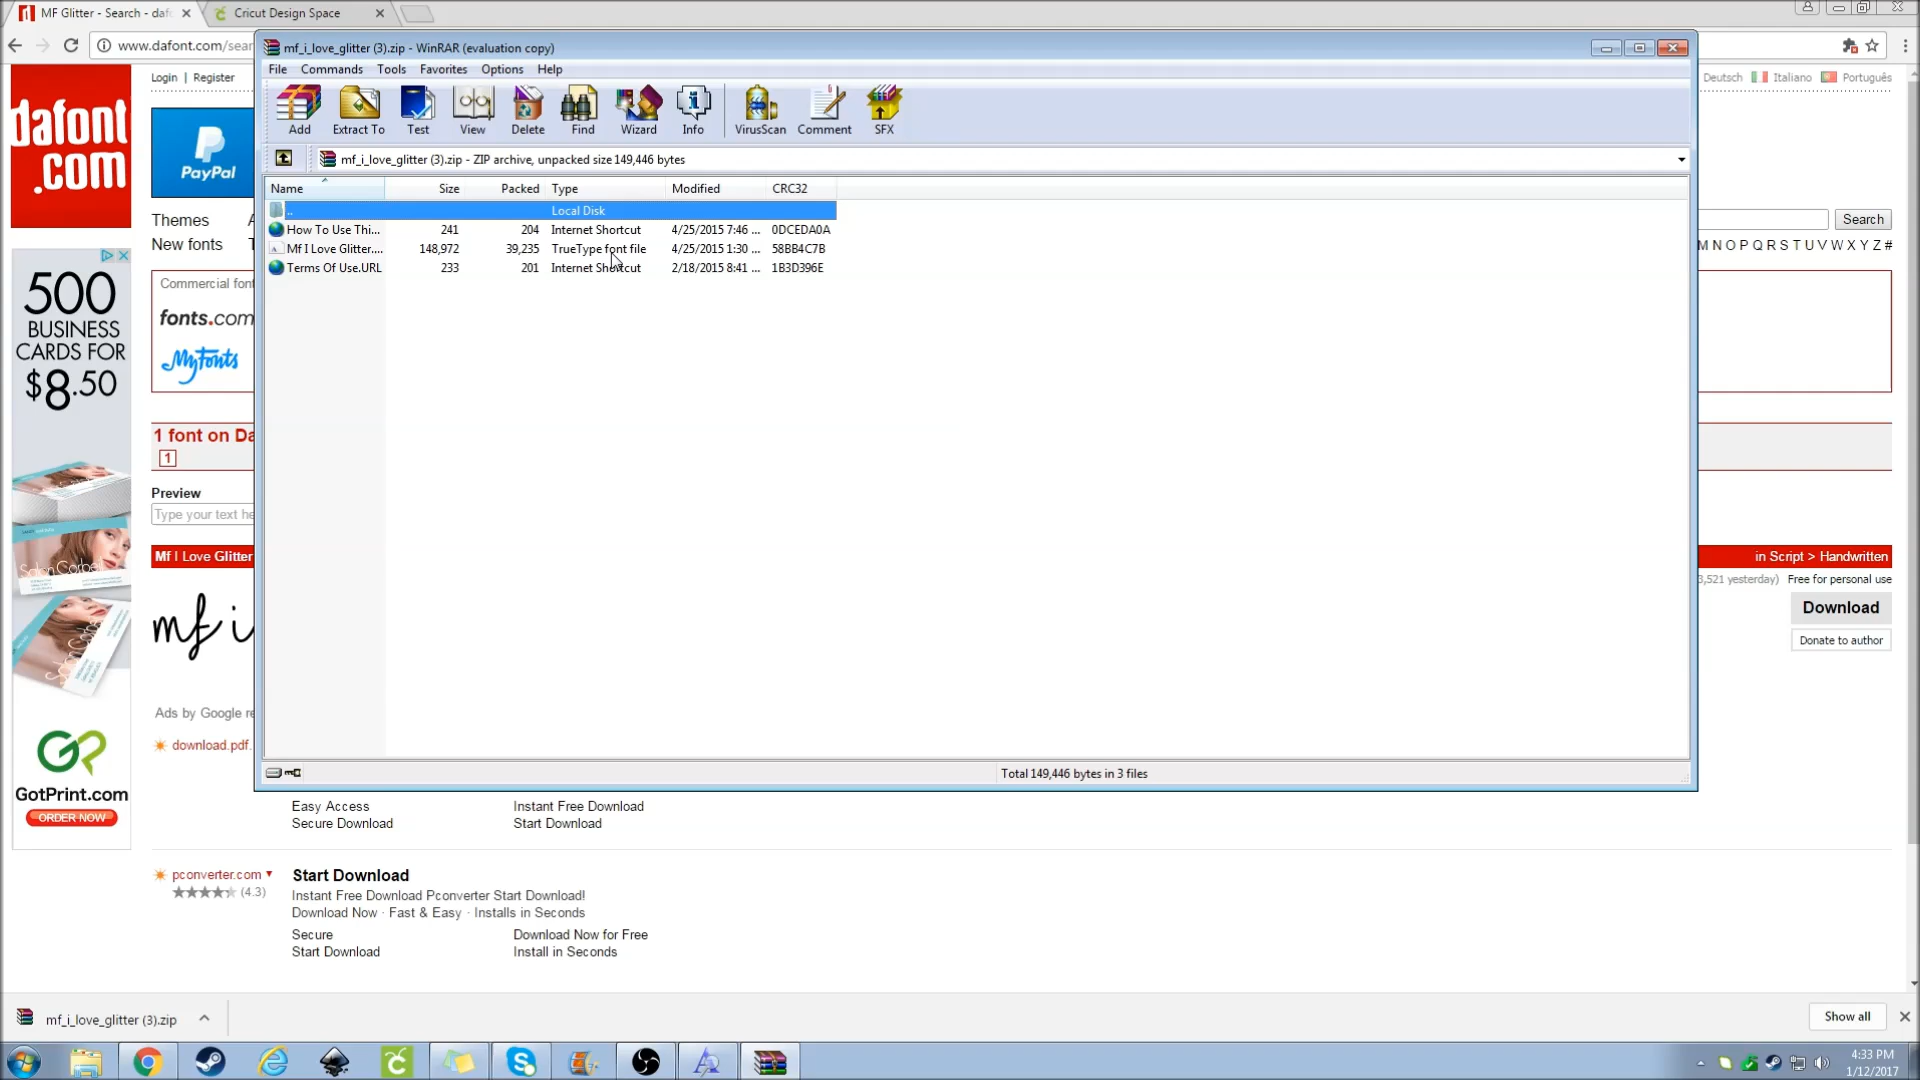 MF Glitter - Search - daf
Cricut Design Space
www.dafont.com/sear
mf_i_love_glitter (3).zip - WinRAR (evaluation copy)
File Commands Tools Favorites Options Help
Add Extract To Test View Delete Find Wizard Info VirusScan Comment SFX
mf_i_love_glitter (3).zip - ZIP archive, unpacked size 149,446 bytes
Name Size Packed Type Modified CRC32
.. Local Disk
How To Use Thi... 241 204 Internet Shortcut 4/25/2015 7:46 ... 0DCEDA0A
Mf I Love Glitter.... 148,972 39,235 TrueType font file 4/25/2015 1:30 ... 58BB4C7B
Terms Of Use.URL 233 201 Internet Shortcut 2/18/2015 8:41 ... 1B3D396E
Total 149,446 bytes in 3 files
Login | Register
Deutsch Italiano Português
dafont
.com
PayPal
Themes
New fonts
Search
M N O P Q R S T U V W X Y Z #
500
BUSINESS
CARDS FOR
$8.50
Salon Corbe
GP
GotPrint.com
ORDER NOW
Commercial fon
fonts.com
MyFonts
1 font on Da
1
Preview
Type your text he
Mf I Love Glitter
in Script > Handwritten
3,521 yesterday) Free for personal use
mf i
Download
Donate to author
Ads by Google re
download.pdf.
Easy Access Instant Free Download
Secure Download Start Download
pconverter.com
(4.3)
Start Download
Instant Free Download Pconverter Start Download!
Download Now · Fast & Easy · Installs in Seconds
Secure Download Now for Free
Start Download Install in Seconds
mf_i_love_glitter (3).zip
Show all
4:33 PM
1/12/2017